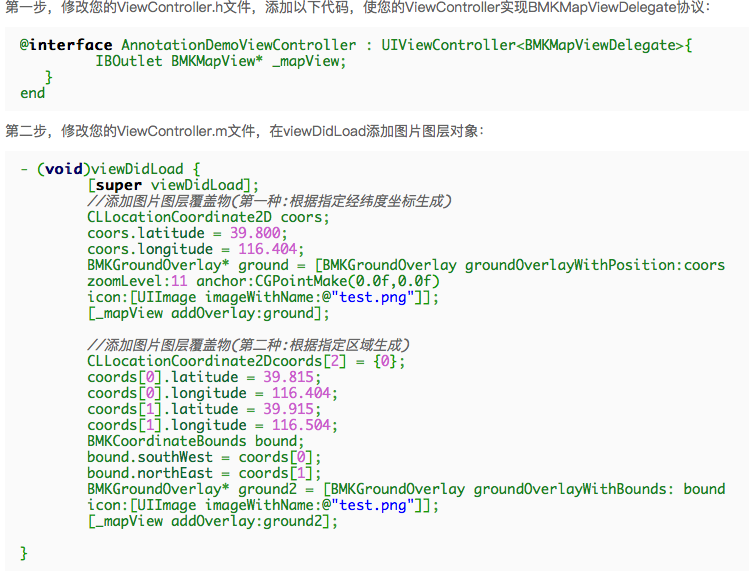 第一步，修改您的ViewController.h文件，添加以下代码，使您的ViewController实现BMKMapViewDelegate协议：
@interface AnnotationDemoViewController : UIViewController<BMKMapViewDelegate>{
IBOutlet BMKMapView* _mapView;
}
end
第二步，修改您的ViewController.m文件，在viewDidLoad添加图片图层对象：
- (void)viewDidLoad {
[super viewDidLoad];
//添加图片图层覆盖物(第一种:根据指定经纬度坐标生成)
CLLocationCoordinate2D coors;
coors.latitude = 39.800;
coors.longitude = 116.404;
BMKGroundOverlay* ground = [BMKGroundOverlay groundOverlayWithPosition:coors
zoomLevel:11 anchor:CGPointMake(0.0f,0.0f)
icon:[UIImage imageWithName:@"test.png"]];
[_mapView addOverlay:ground];
//添加图片图层覆盖物(第二种:根据指定区域生成)
CLLocationCoordinate2Dcoords[2] = {0};
coords[0].latitude = 39.815;
coords[0].longitude = 116.404;
coords[1].latitude = 39.915;
coords[1].longitude = 116.504;
BMKCoordinateBounds bound;
bound.southWest = coords[0];
bound.northEast = coords[1];
BMKGroundOverlay* ground2 = [BMKGroundOverlay groundOverlayWithBounds: bound
icon:[UIImage imageWithName:@"test.png"]];
[_mapView addOverlay:ground2];
}